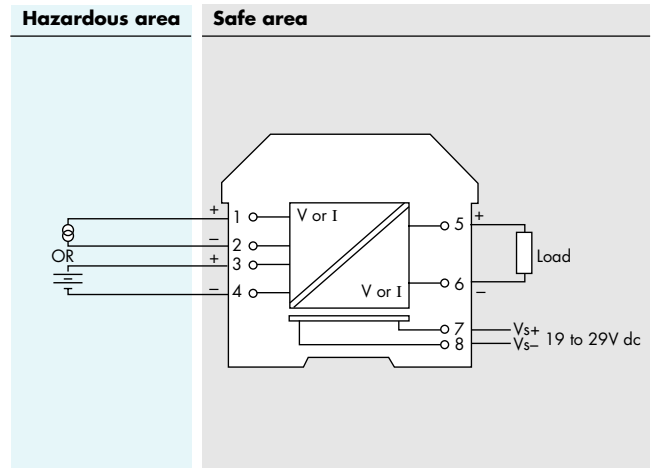 Hazardous area
Safe area
+ 1
V or I
5 +
– 2
OR
+ 3
Load
– 4
V or I
6 –
7 Vs+
8 Vs– 19 to 29V dc